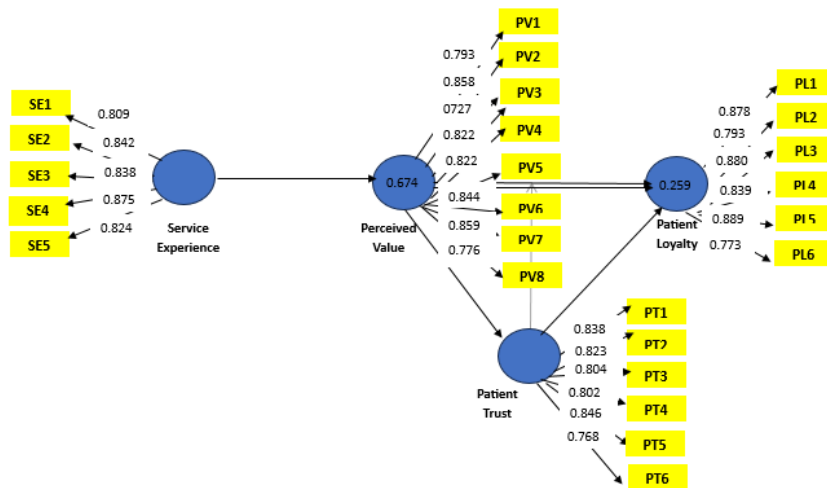 SE1
SE2
SE3
SE4
SE5
0.809
0.842
0.838
0.875
0.824
Service
Experience
0.674
Perceived
Value
0.793
0.858
0727
0.822
0.822
0.844
0.859
0.776
PV1
PV2
PV3
PV4
PV5
PV6
PV7
PV8
0.259
Patient
Loyalty
0.878
0.793
0.880
0.839
0.889
0.773
PL1
PL2
PL3
PL4
PL5
PL6
Patient
Trust
0.838
0.823
0.804
0.802
0.846
0.768
PT1
PT2
PT3
PT4
PT5
PT6